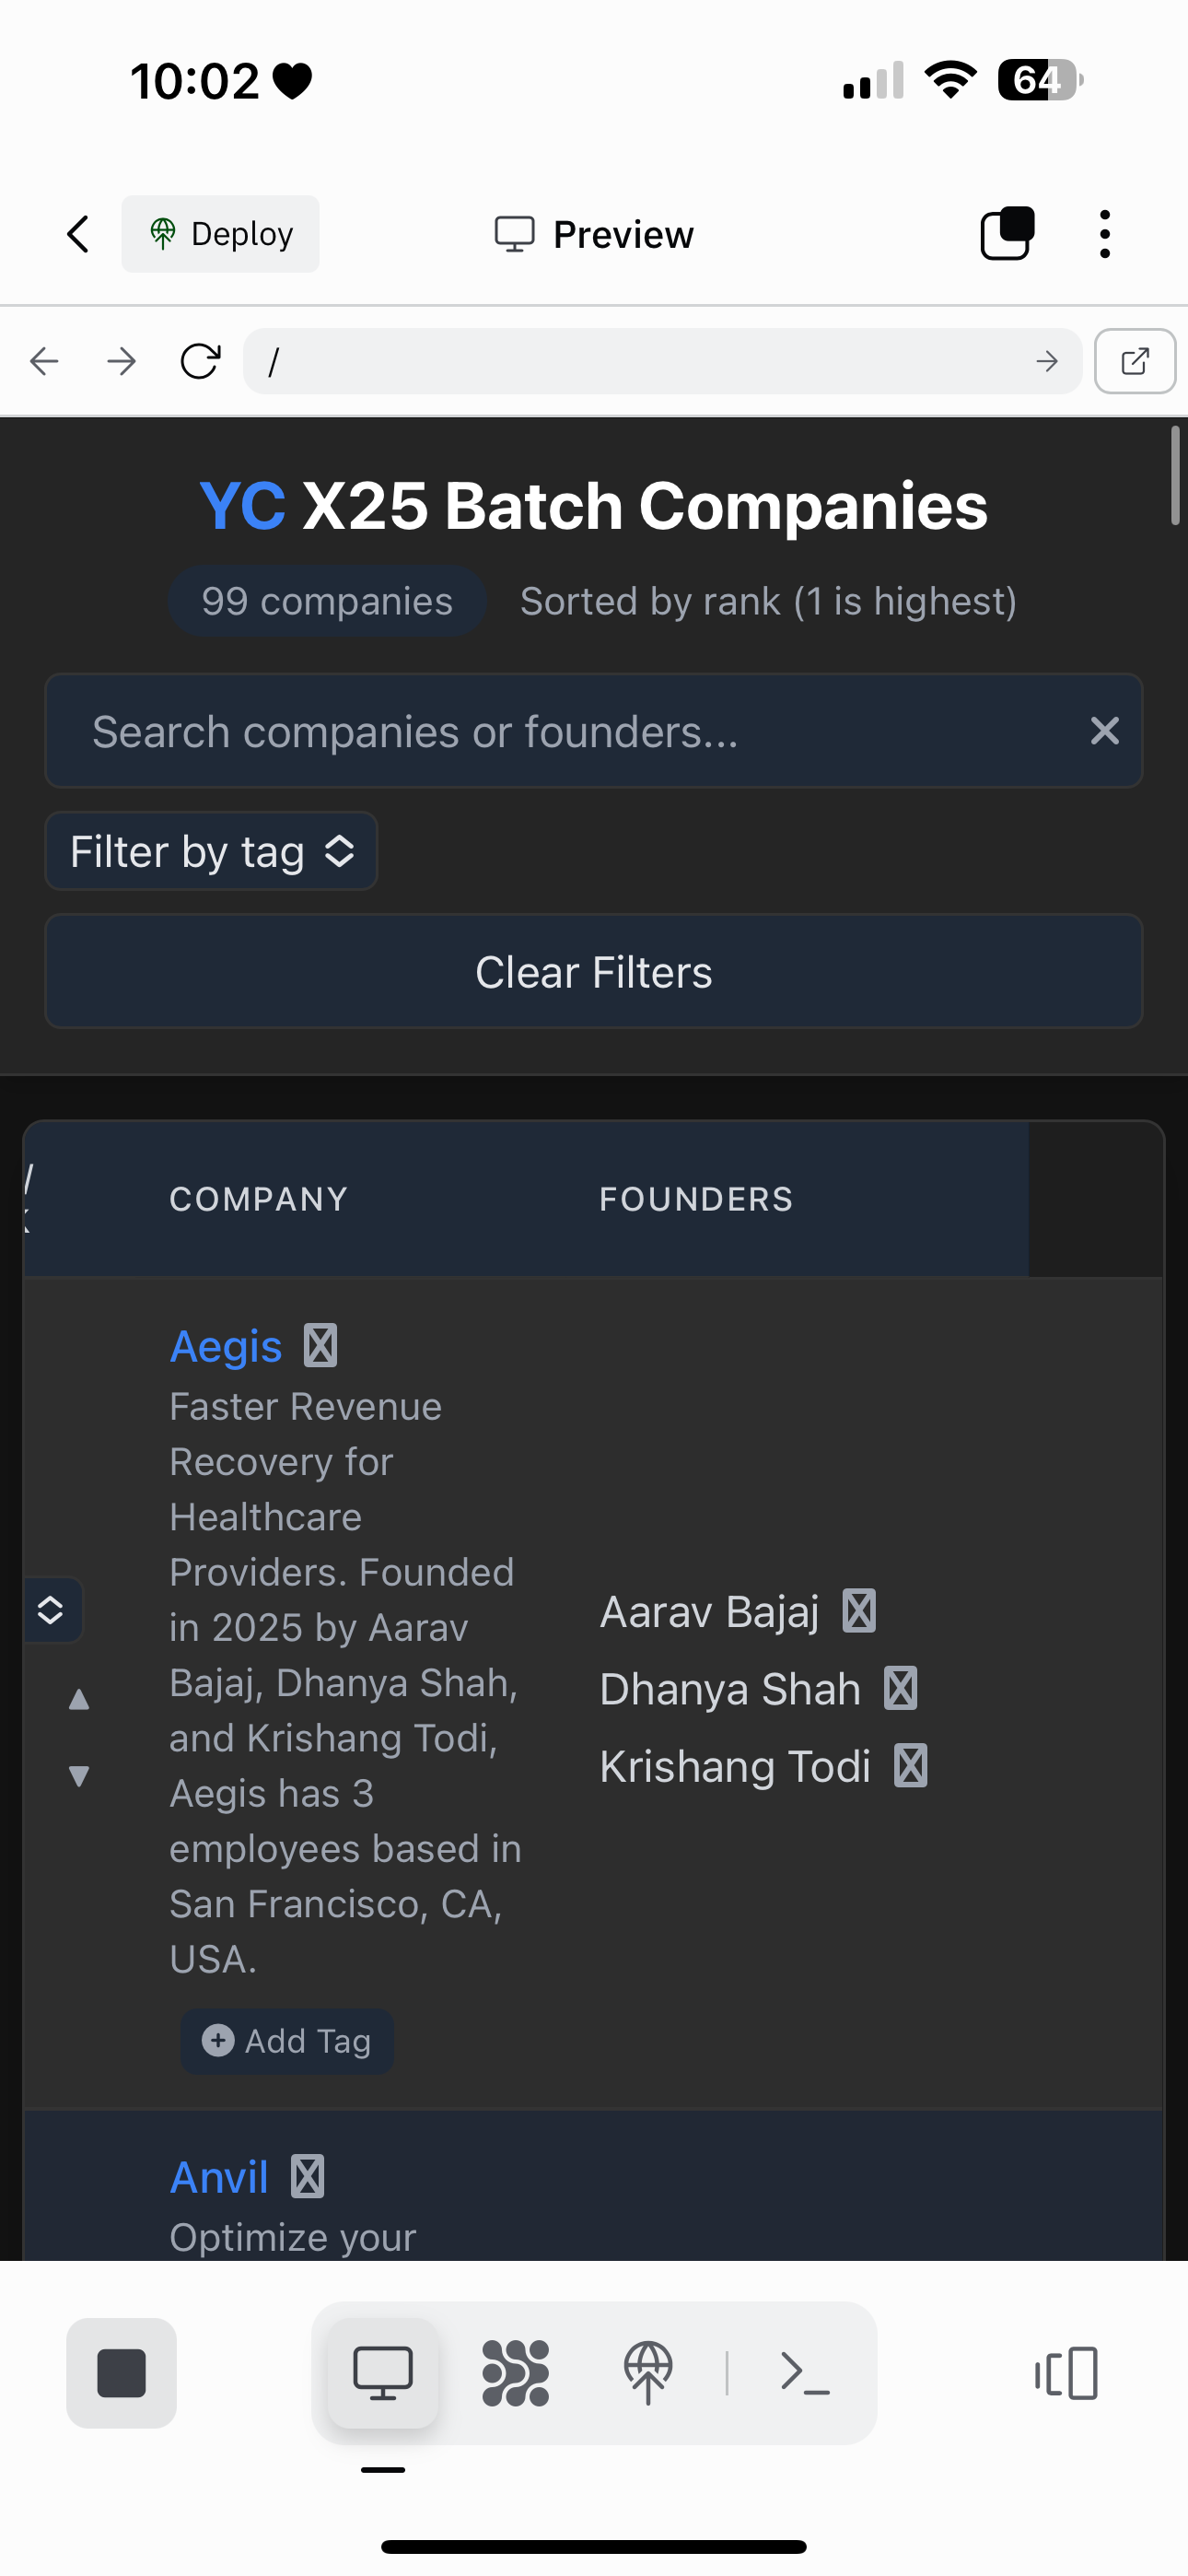 10:02
64
Deploy
Preview
/
YC X25 Batch Companies
99 companies
Sorted by rank (1 is highest)
Search companies or founders...
Filter by tag
Clear Filters
COMPANY
FOUNDERS
Aegis
Faster Revenue
Recovery for
Healthcare
Providers. Founded
in 2025 by Aarav
Bajaj, Dhanya Shah,
and Krishang Todi,
Aegis has 3
employees based in
San Francisco, CA,
USA.
Add Tag
Aarav Bajaj
Dhanya Shah
Krishang Todi
Anvil
Optimize your